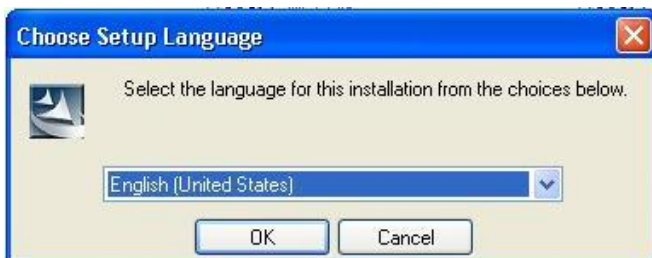 Choose Setup Language
Select the language for this installation from the choices below.
English (United States)
OK
Cancel